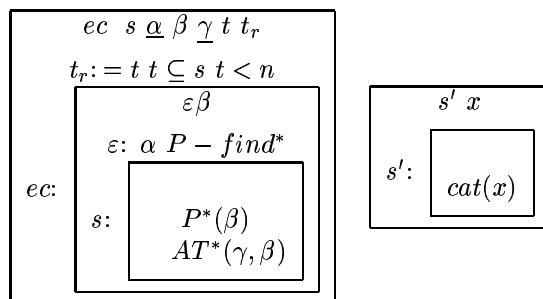 ec s α β γ t t_r
t_r: = t t ⊆ s t < n
εβ
ε: α P − find*
ec:
s:
P*(β)
AT*(γ, β)
s′ x
s′:
cat(x)